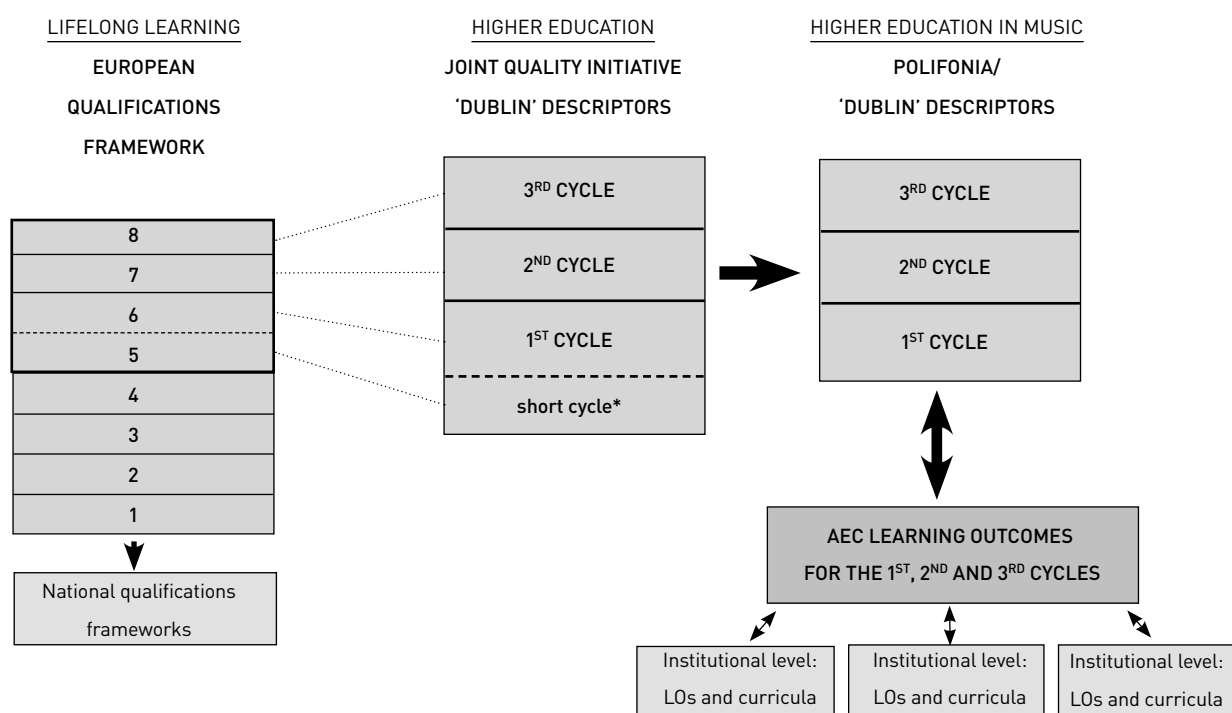 LIFELONG LEARNING
EUROPEAN
QUALIFICATIONS
FRAMEWORK
8
7
6
5
4
3
2
1
National qualifications
frameworks
HIGHER EDUCATION
JOINT QUALITY INITIATIVE
‘DUBLIN’ DESCRIPTORS
3RD CYCLE
2ND CYCLE
1ST CYCLE
short cycle*
HIGHER EDUCATION IN MUSIC
POLIFONIA/
‘DUBLIN’ DESCRIPTORS
3RD CYCLE
2ND CYCLE
1ST CYCLE
AEC LEARNING OUTCOMES
FOR THE 1ST, 2ND AND 3RD CYCLES
Institutional level:
LOs and curricula
Institutional level:
LOs and curricula
Institutional level:
LOs and curricula